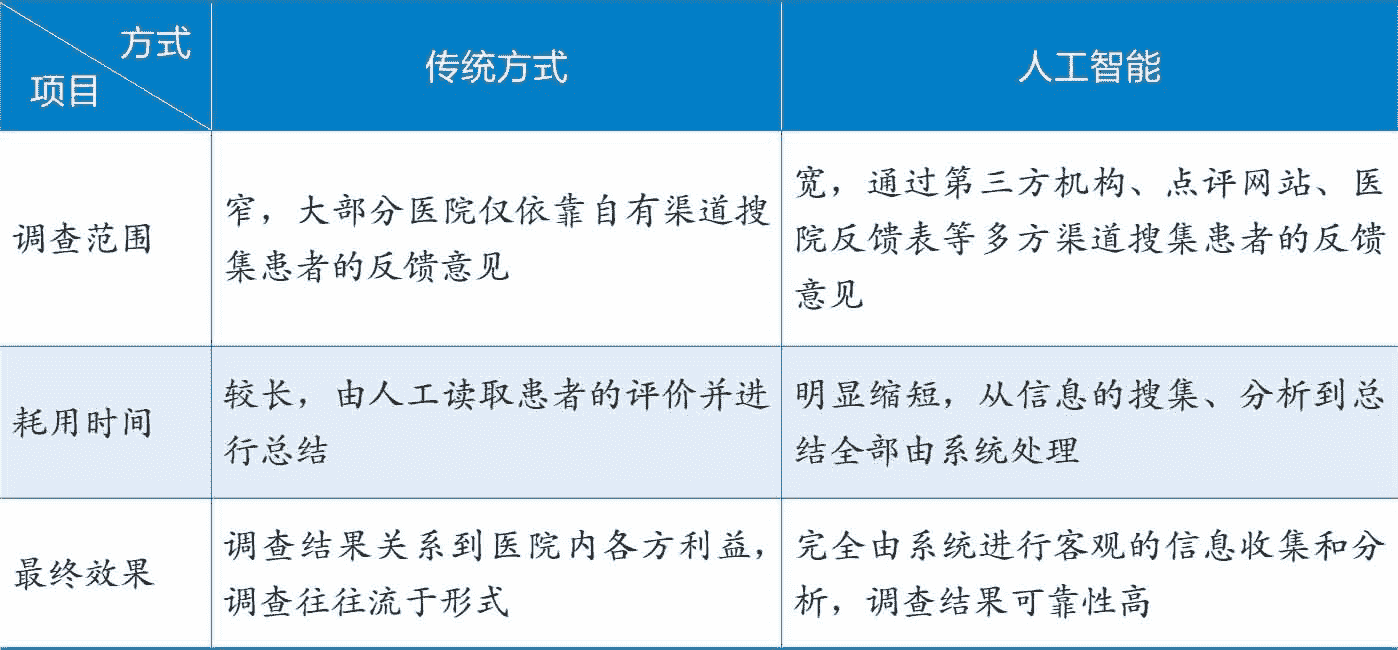 方式
项目
传统方式
人工智能
调查范围
窄，大部分医院仅依靠自有渠道搜
集患者的反馈意见
宽，通过第三方机构、点评网站、医
院反馈表等多方渠道搜集患者的反馈
意见
耗用时间
较长，由人工读取患者的评价并进
行总结
明显缩短，从信息的搜集、分析到总
结全部由系统处理
最终效果
调查结果关系到医院内各方利益，
调查往往流于形式
完全由系统进行客观的信息收集和分
析，调查结果可靠性高